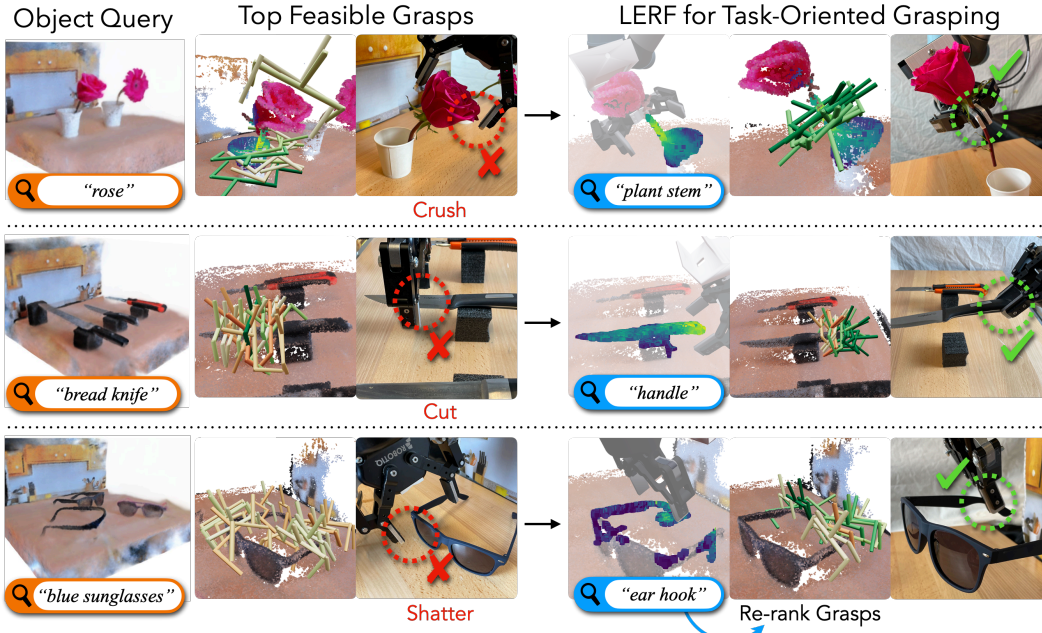 Object Query
Top Feasible Grasps
LERF for Task-Oriented Grasping
“rose”
Crush
“plant stem”
“bread knife”
Cut
“handle”
ROBOTIQ
“blue sunglasses”
Shatter
“ear hook”
Re-rank Grasps